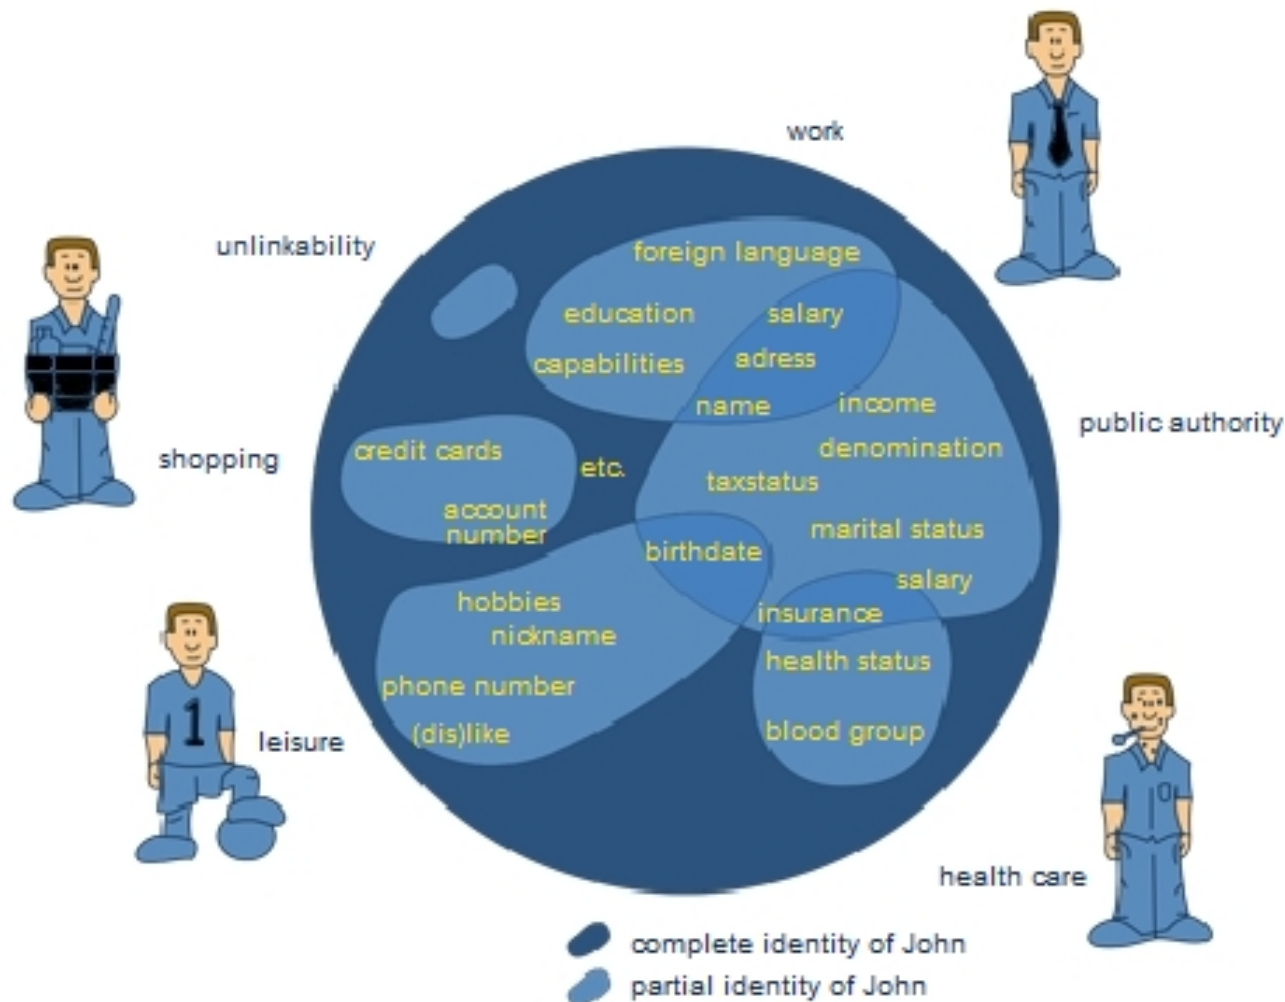 work
unlinkability
foreign language
education
salary
capabilities
adress
name
income
public authority
credit cards
denomination
shopping
etc.
taxstatus
account
number
marital status
birthdate
salary
hobbies
insurance
nickname
health status
phone number
(dis)like
blood group
leisure
1
health care
complete identity of John
partial identity of John